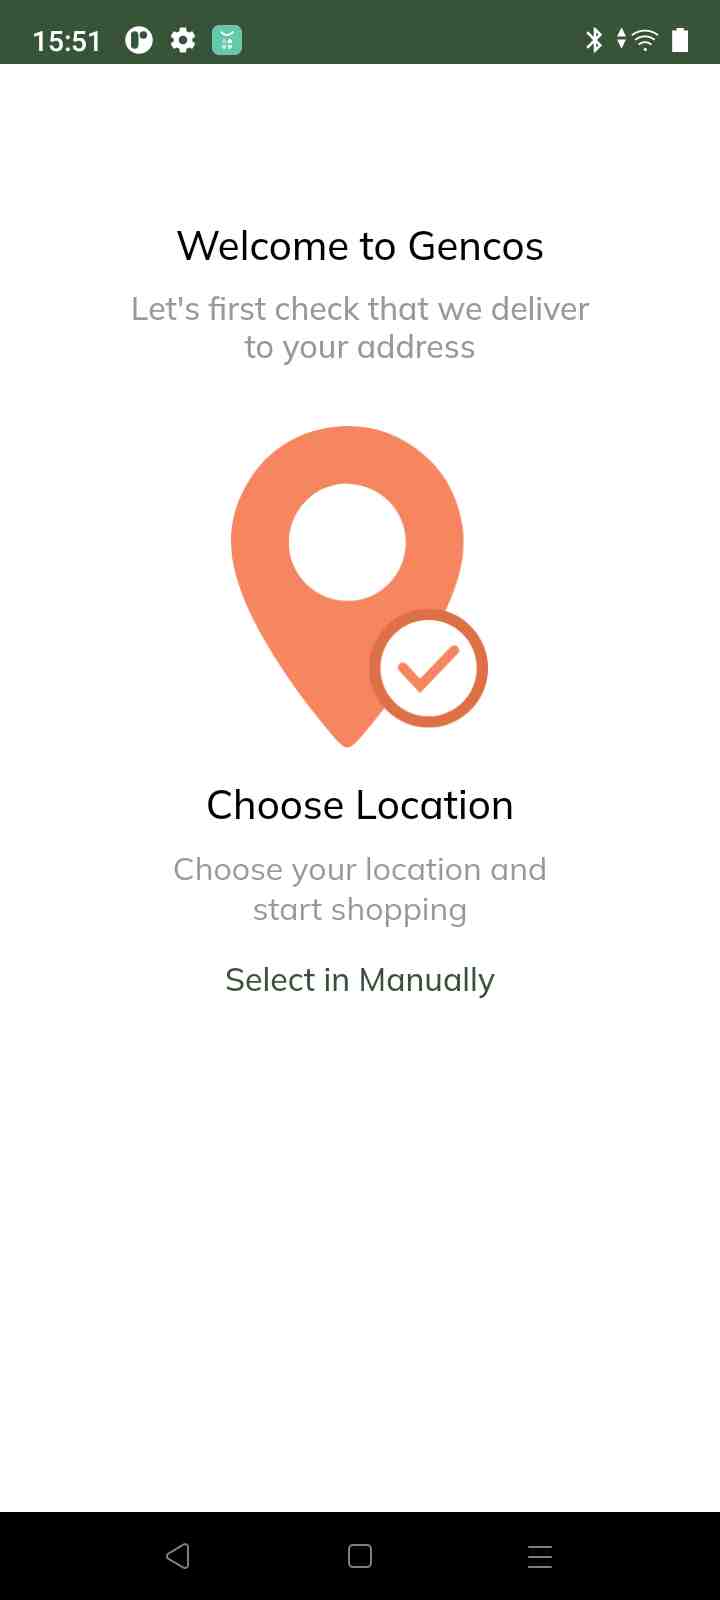 15:51
Welcome to Gencos
Let's first check that we deliver
to your address
Choose Location
Choose your location and
start shopping
Select in Manually